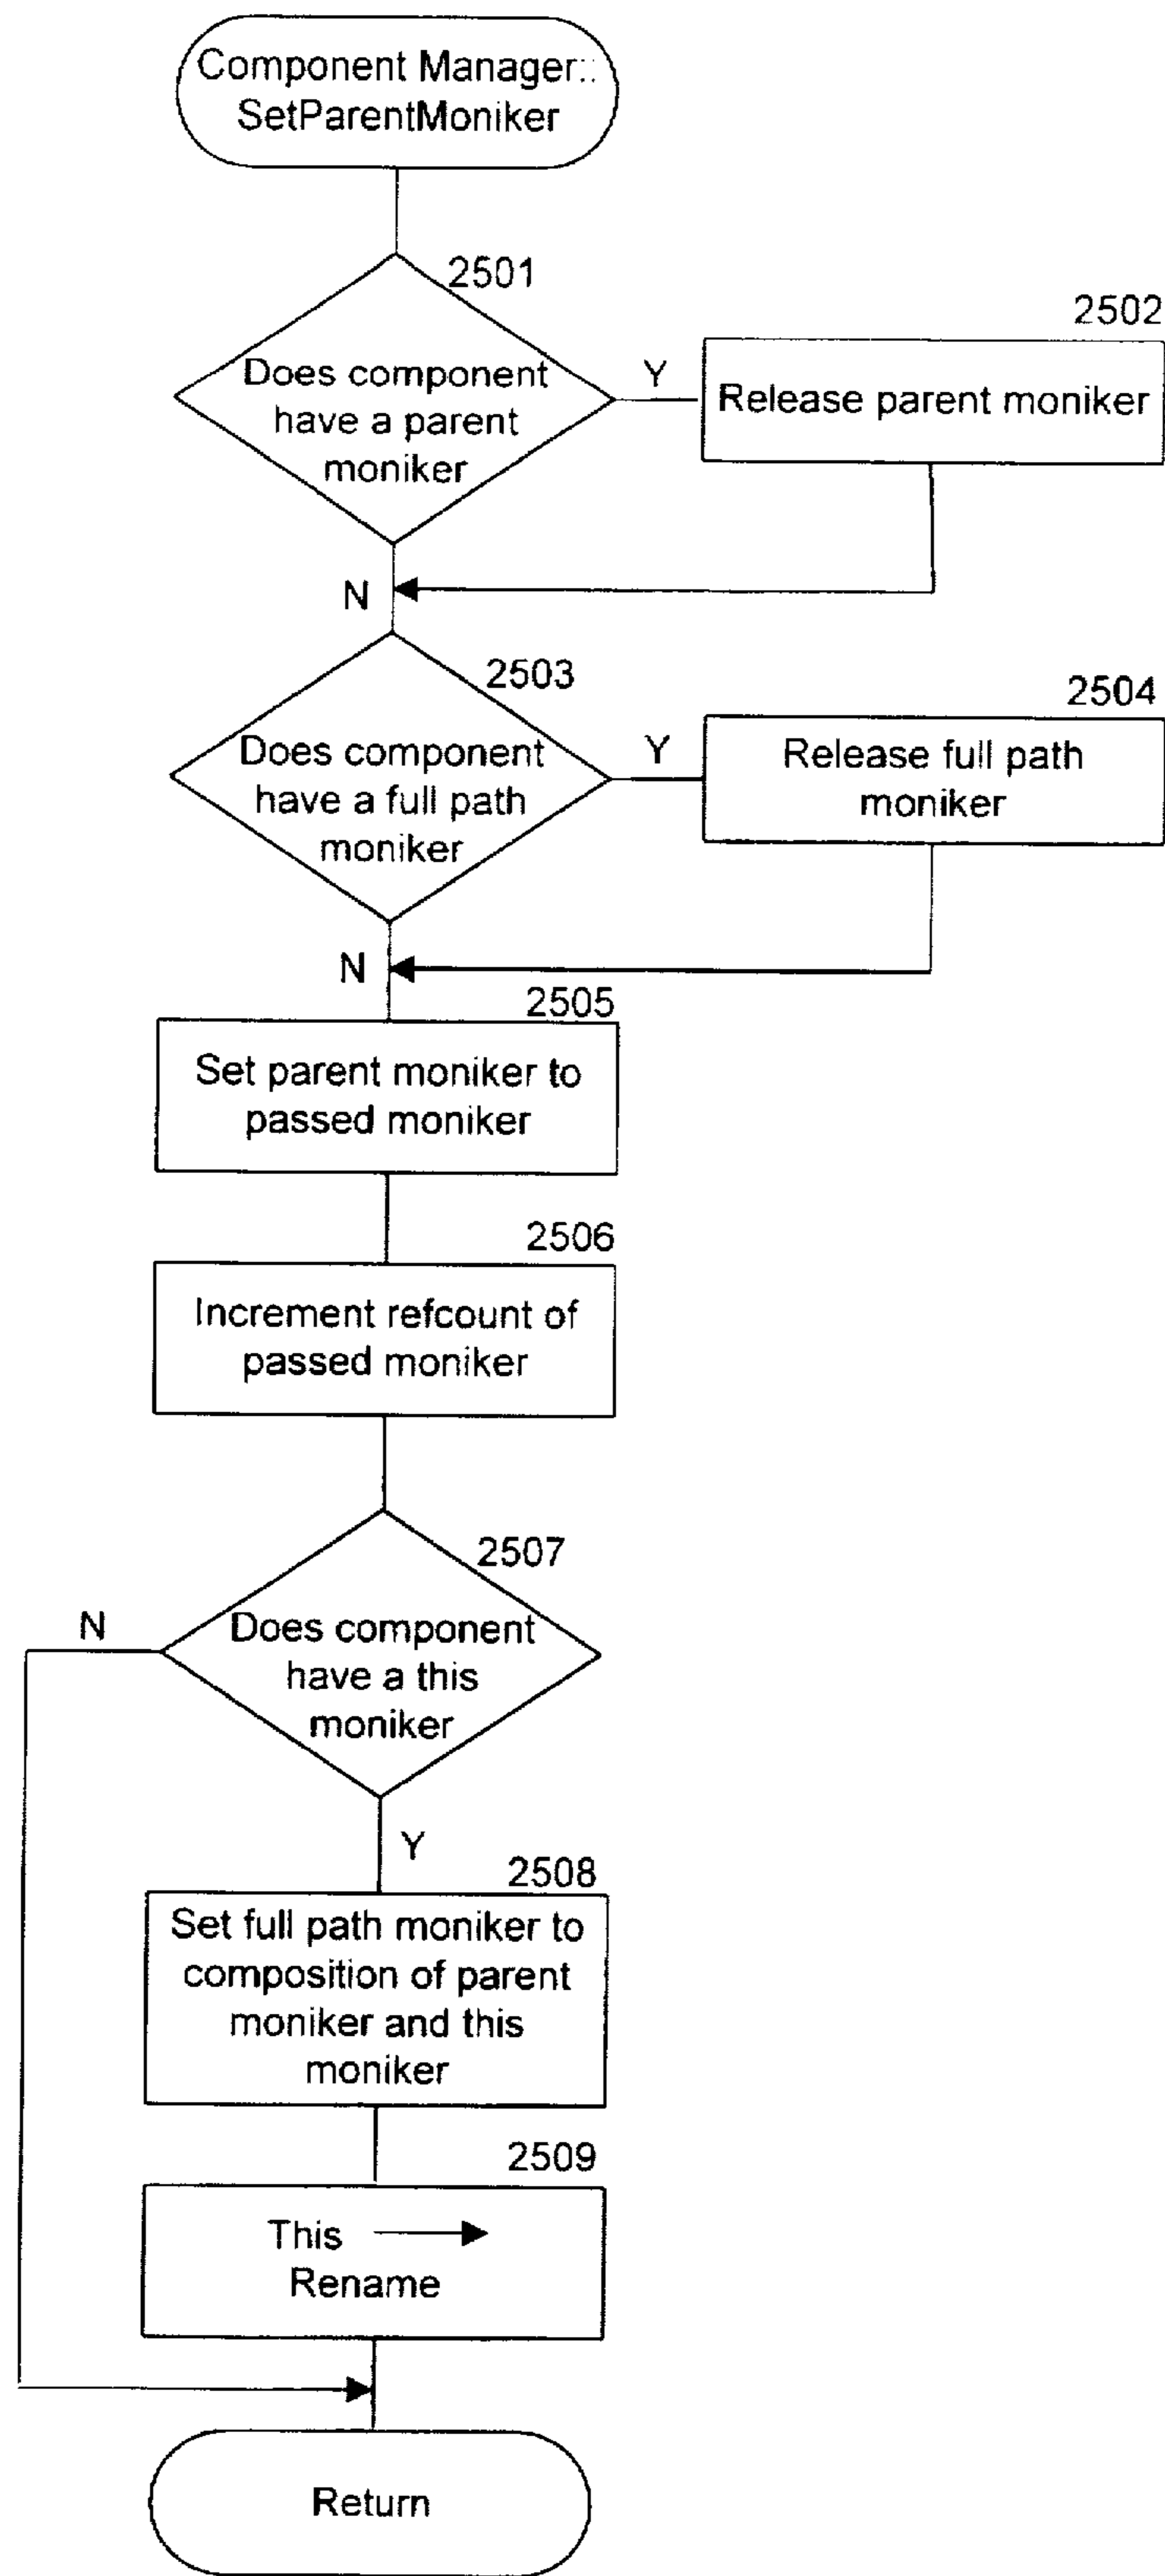 Component Manager::
SetParentMoniker
2501
Does component
have a parent
moniker
Y
2502
Release parent moniker
N
2503
Does component
have a full path
moniker
Y
2504
Release full path
moniker
N
2505
Set parent moniker to
passed moniker
2506
Increment refcount of
passed moniker
2507
N
Does component
have a this
moniker
Y
2508
Set full path moniker to
composition of parent
moniker and this
moniker
2509
This
Rename
Return